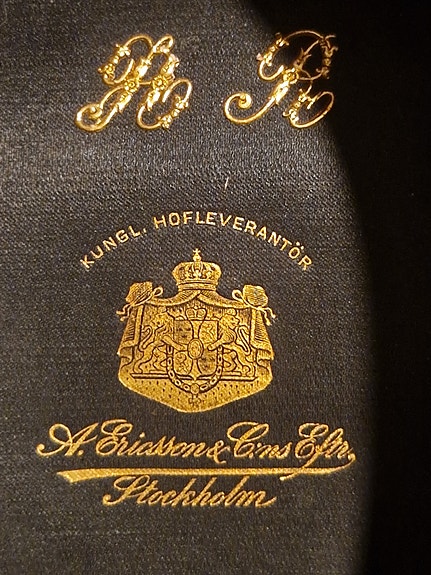 KUNGL. HOFLEVERANTÖR
A. Ericsson & C:ns Eftr.
Stockholm